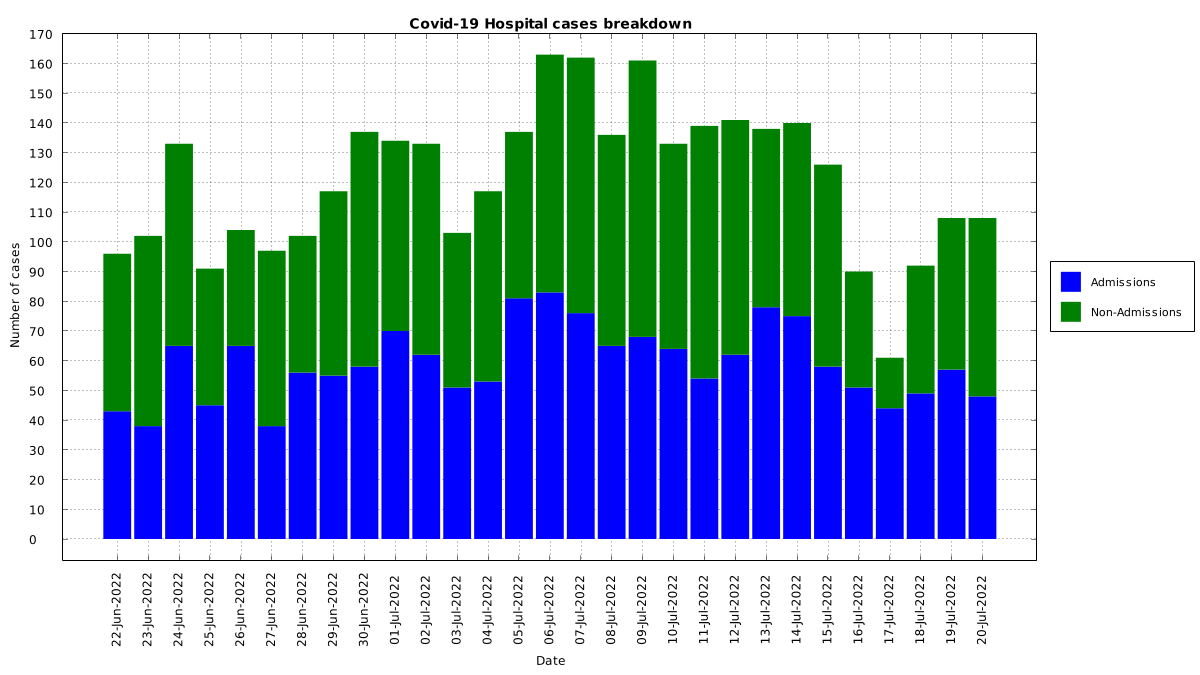 Covid-19 Hospital cases breakdown
170
160
150
140
130
120
110
100
90
80
70
60
50
40
30
20
10
0
Number of cases
Admissions
Non-Admissions
22-Jun-2022
23-Jun-2022
24-Jun-2022
25-Jun-2022
26-Jun-2022
27-Jun-2022
28-Jun-2022
29-Jun-2022
30-Jun-2022
01-Jul-2022
02-Jul-2022
03-Jul-2022
04-Jul-2022
05-Jul-2022
06-Jul-2022
07-Jul-2022
08-Jul-2022
09-Jul-2022
10-Jul-2022
11-Jul-2022
12-Jul-2022
13-Jul-2022
14-Jul-2022
15-Jul-2022
16-Jul-2022
17-Jul-2022
18-Jul-2022
19-Jul-2022
20-Jul-2022
Date